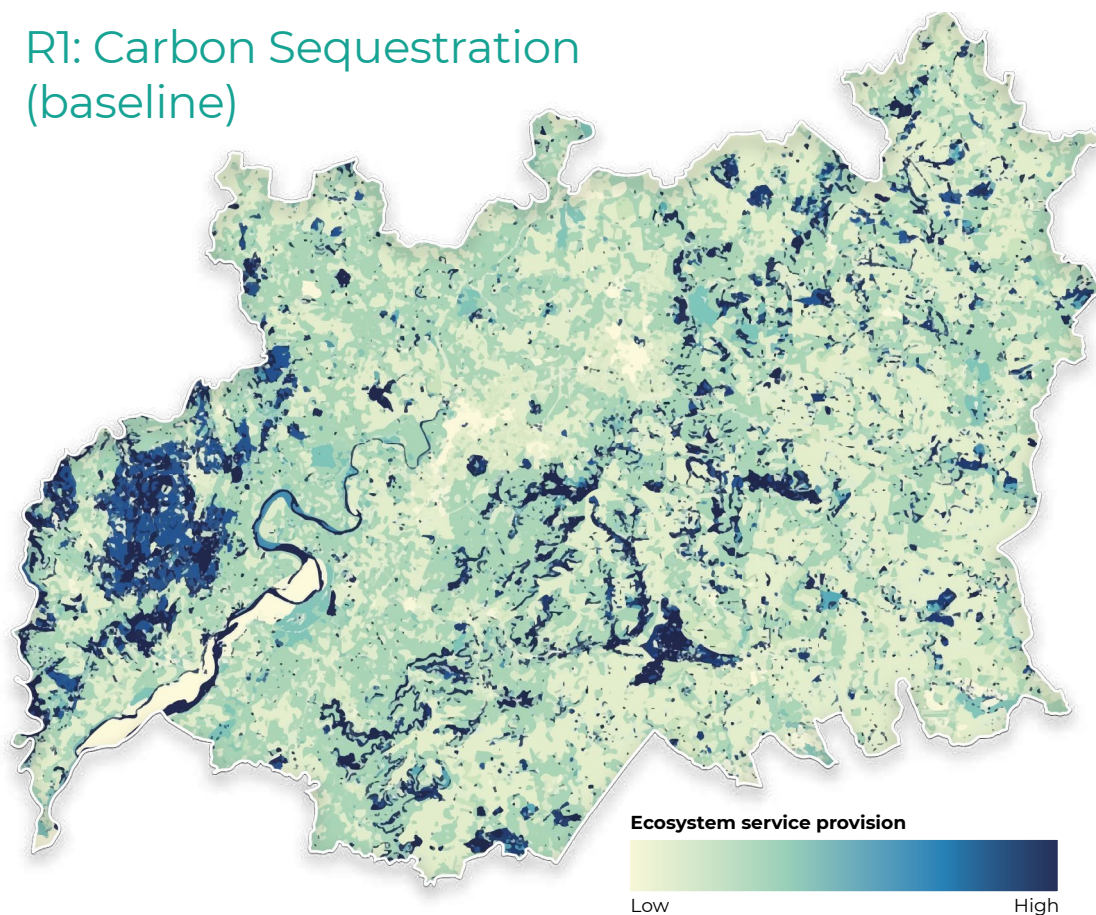 R1: Carbon Sequestration
(baseline)
Ecosystem service provision
Low High